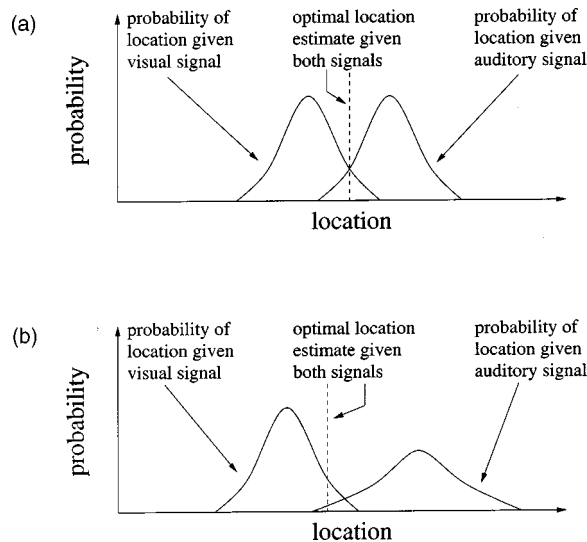 (a)
probability of
location given
visual signal
optimal location
estimate given
both signals
probability of
location given
auditory signal
probability
location
(b)
probability of
location given
visual signal
optimal location
estimate given
both signals
probability of
location given
auditory signal
probability
location